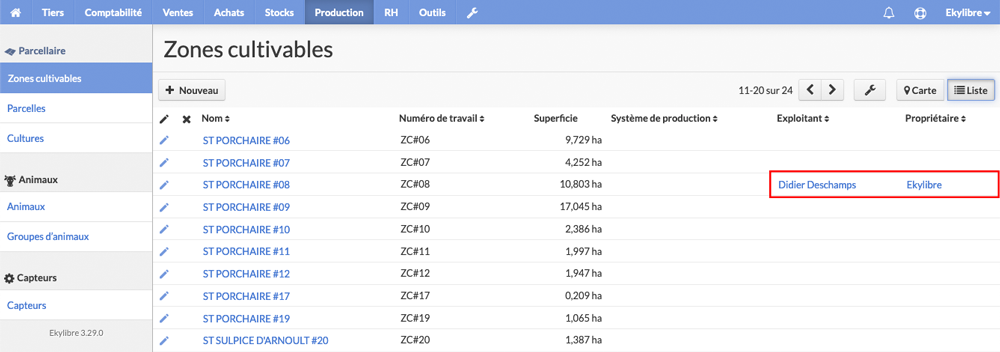 Tiers Comptabilité Ventes Achats Stocks Production RH Outils Ekylibre
Parcellaire
Zones cultivables
Parcelles
Cultures
Animaux
Animaux
Groupes d'animaux
Capteurs
Capteurs
Ekylibre 3.29.0
Zones cultivables
Nouveau 11-20 sur 24 Carte Liste
Nom Numéro de travail Superficie Système de production Exploitant Propriétaire
ST PORCHAIRE #06 ZC#06 9,729 ha
ST PORCHAIRE #07 ZC#07 4,252 ha
ST PORCHAIRE #08 ZC#08 10,803 ha Didier Deschamps Ekylibre
ST PORCHAIRE #09 ZC#09 17,045 ha
ST PORCHAIRE #10 ZC#10 2,386 ha
ST PORCHAIRE #11 ZC#11 1,997 ha
ST PORCHAIRE #12 ZC#12 1,947 ha
ST PORCHAIRE #17 ZC#17 0,209 ha
ST PORCHAIRE #19 ZC#18 1,065 ha
ST SULPICE D'ARNOULT #20 ZC#20 1,387 ha